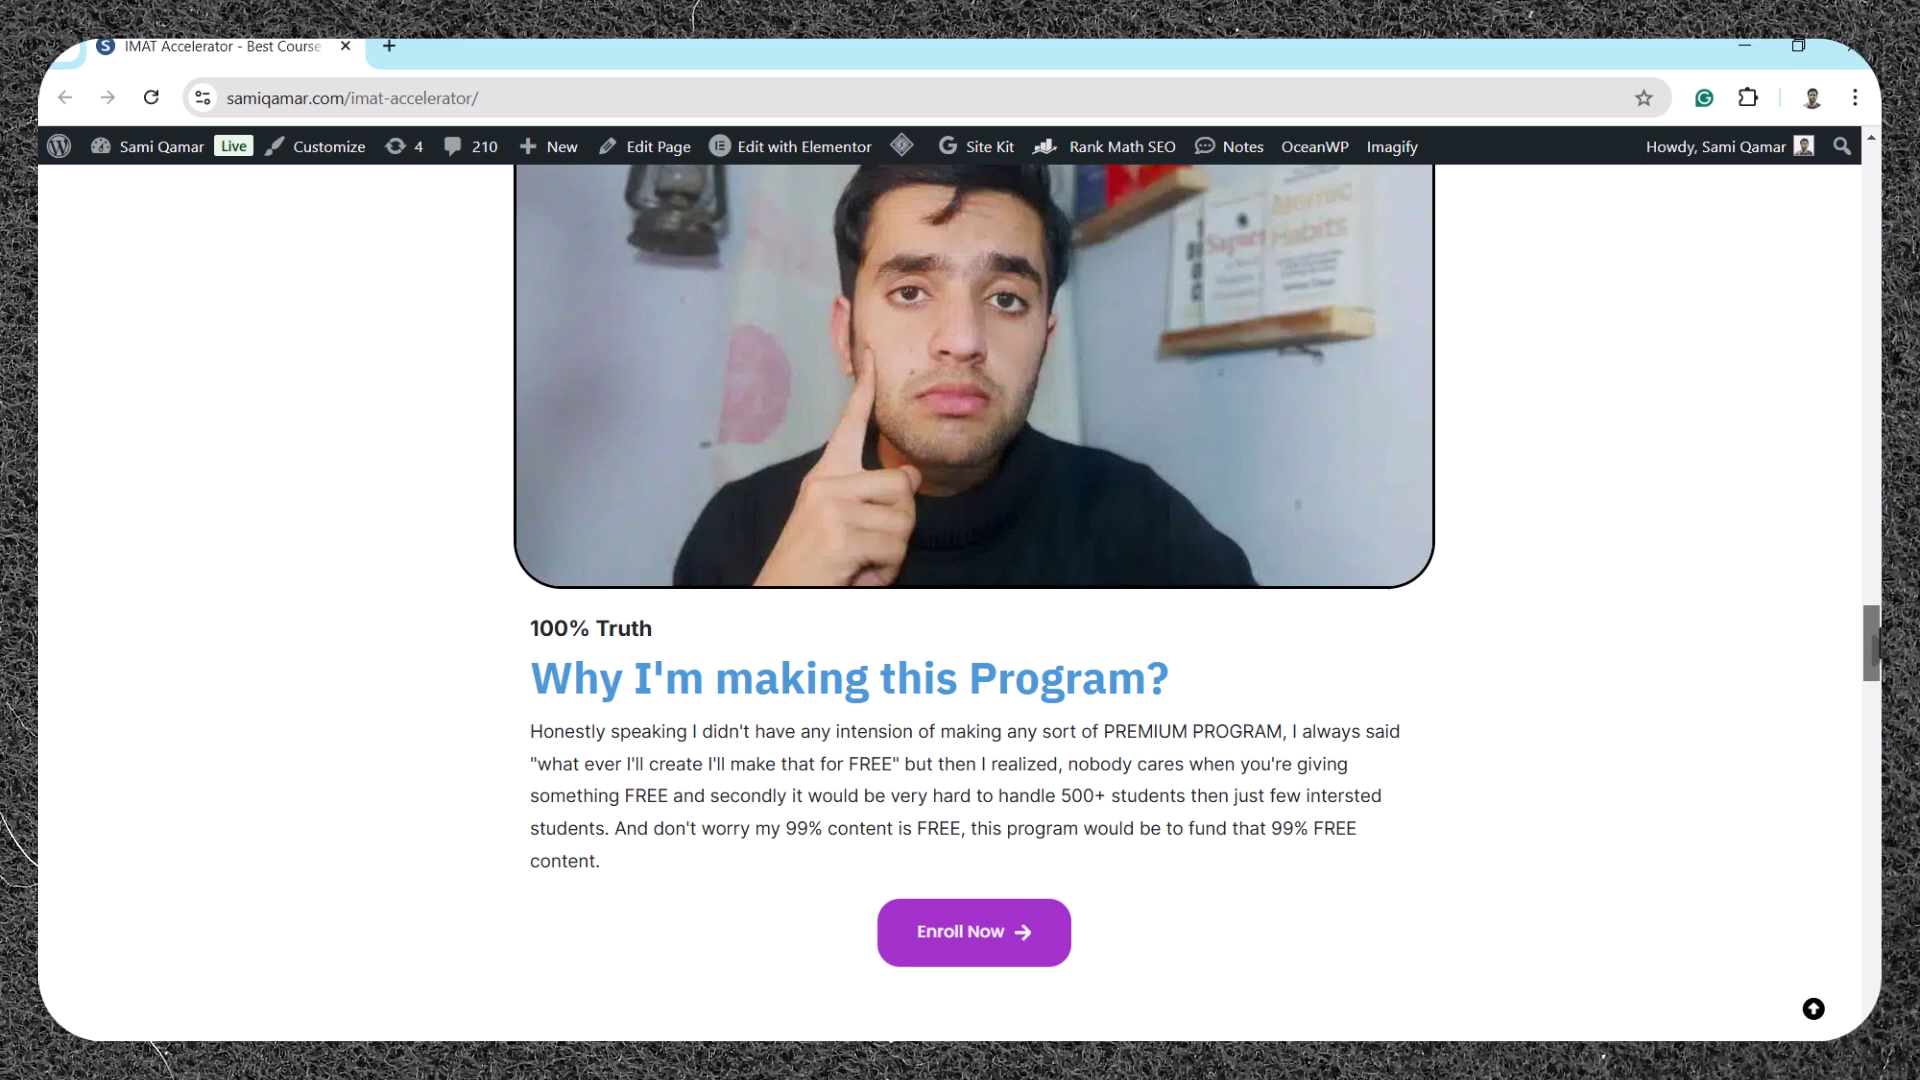 IMAT Accelerator - Best Course
samiqamar.com/imat-accelerator/
Sami Qamar Live Customize 4 210 New Edit Page Edit with Elementor Site Kit Rank Math SEO Notes OceanWP Imagify Howdy, Sami Qamar
Habits
100% Truth
Why I'm making this Program?
Honestly speaking I didn't have any intension of making any sort of PREMIUM PROGRAM, I always said
"what ever I'll create I'll make that for FREE" but then I realized, nobody cares when you're giving
something FREE and secondly it would be very hard to handle 500+ students then just few intersted
students. And don't worry my 99% content is FREE, this program would be to fund that 99% FREE
content.
Enroll Now